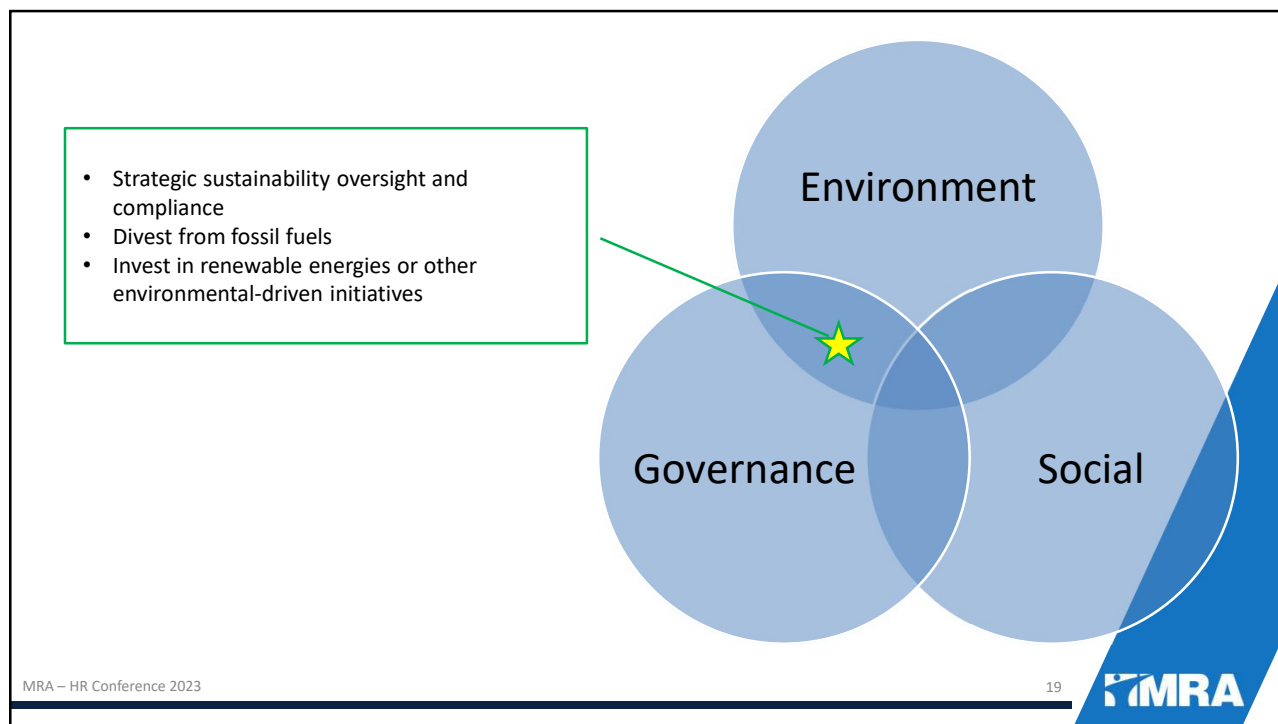 • Strategic sustainability oversight and
compliance
• Divest from fossil fuels
• Invest in renewable energies or other
environmental-driven initiatives
Environment
Governance
Social
MRA – HR Conference 2023
19
MRA